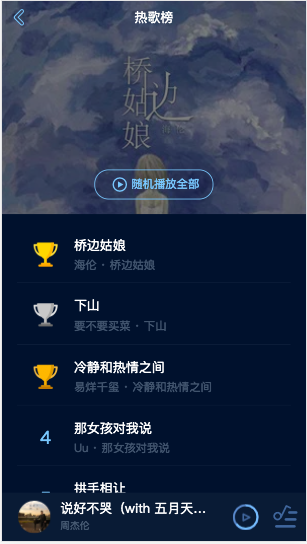 热歌榜
桥边姑娘
随机播放全部
桥边姑娘
海伦 · 桥边姑娘
下山
要不要买菜 · 下山
冷静和热情之间
易烊千玺 · 冷静和热情之间
4
那女孩对我说
Uu · 那女孩对我说
拱手相让
说好不哭（with 五月天...
周杰伦